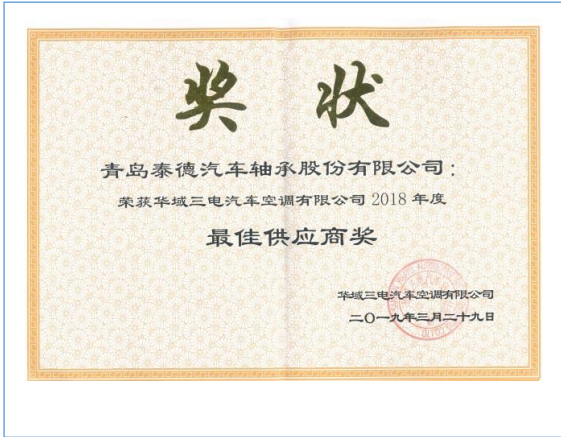 奖 状
青岛泰德汽车轴承股份有限公司:
荣获华域三电汽车空调有限公司 2018 年度
最佳供应商奖
华域三电汽车空调有限公司
二〇一九年三月二十九日